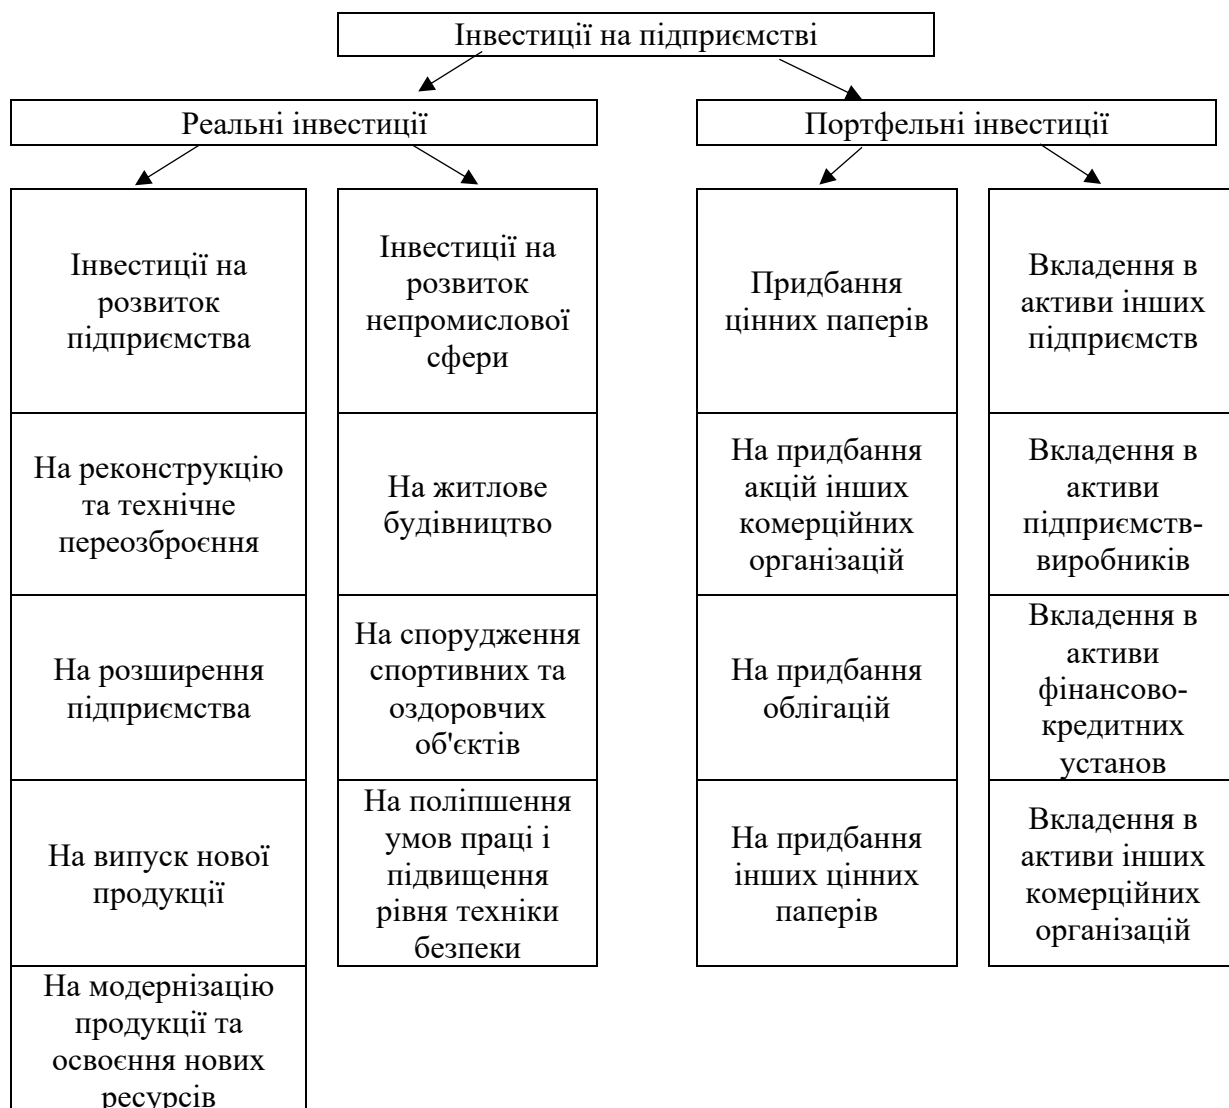 Інвестиції на підприємстві
Реальні інвестиції
Портфельні інвестиції
Інвестиції на
розвиток
підприємства
Інвестиції на
розвиток
непромислової
сфери
Придбання
цінних паперів
Вкладення в
активи інших
підприємств
На реконструкцію
та технічне
переозброєння
На житлове
будівництво
На придбання
акцій інших
комерційних
організацій
Вкладення в
активи
підприємств-
виробників
На розширення
підприємства
На спорудження
спортивних та
оздоровчих
об'єктів
На придбання
облігацій
Вкладення в
активи
фінансово-
кредитних
установ
На випуск нової
продукції
На поліпшення
умов праці і
підвищення
рівня техніки
безпеки
На придбання
інших цінних
паперів
Вкладення в
активи інших
комерційних
організацій
На модернізацію
продукції та
освоєння нових
ресурсів